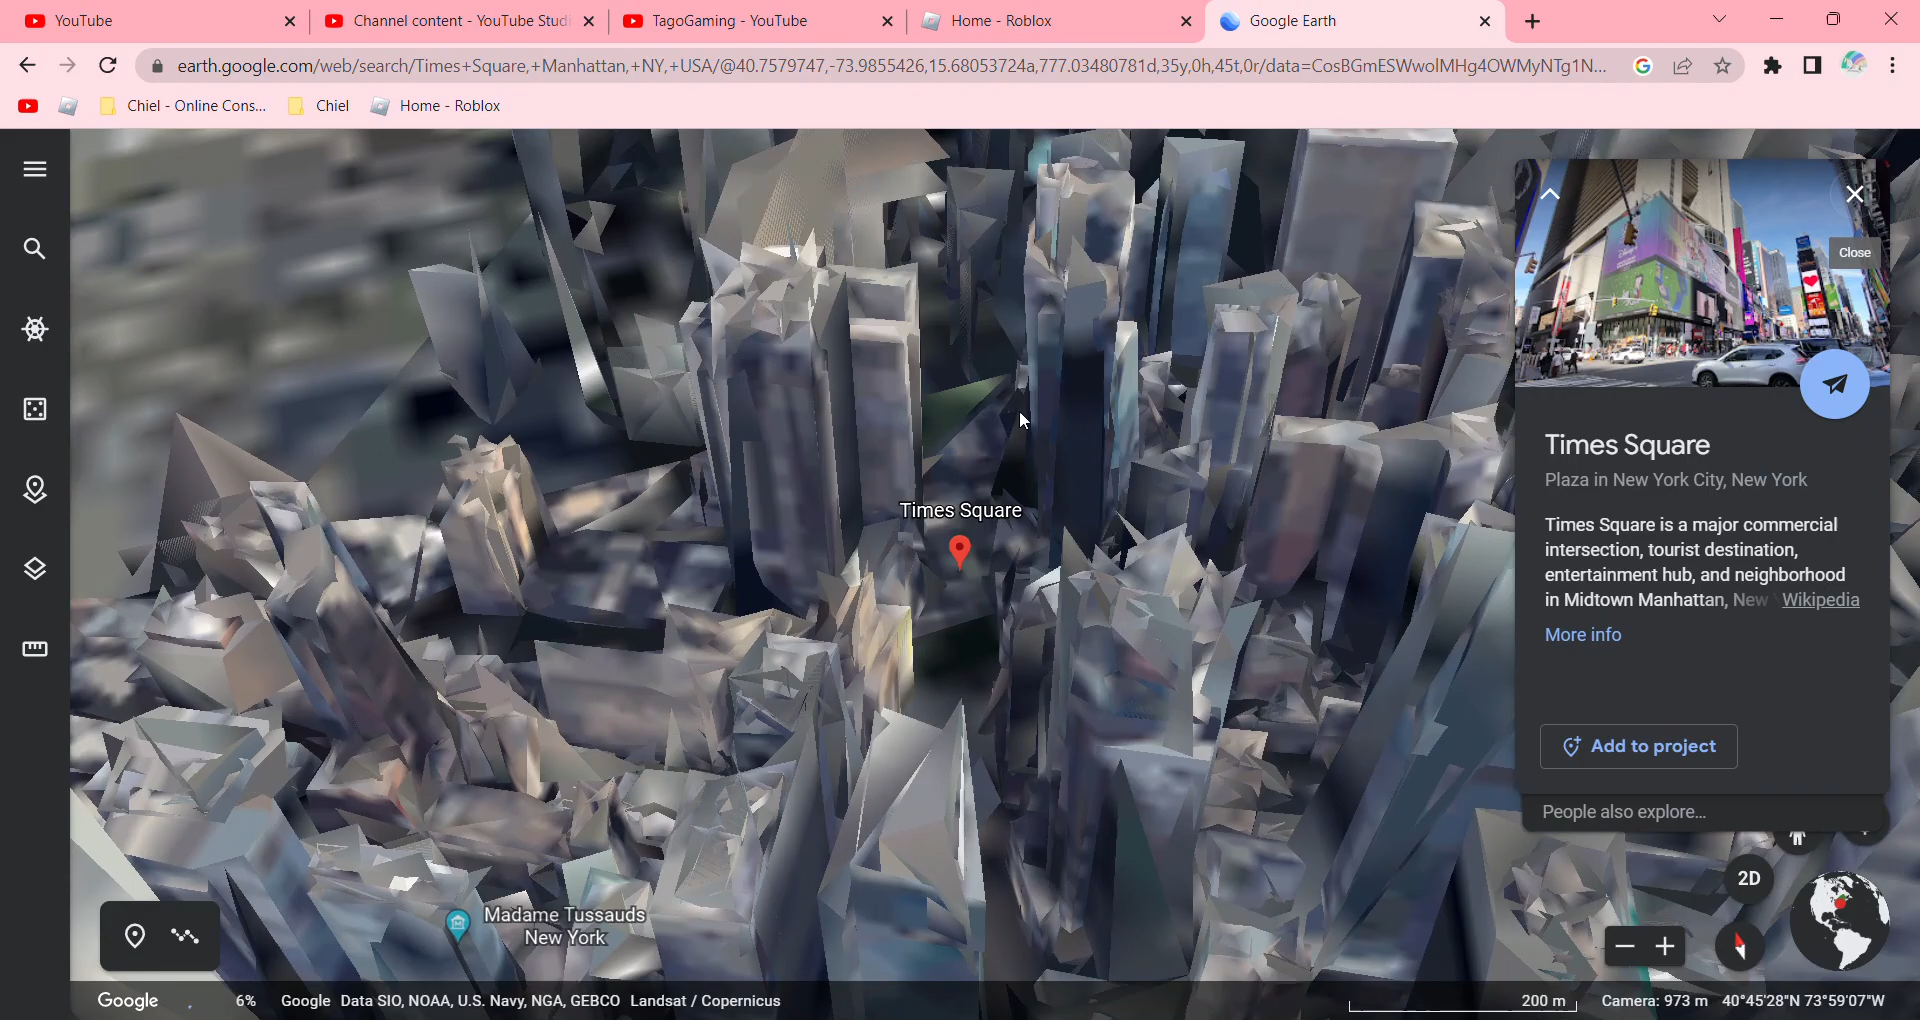 YouTube
Channel content - YouTube Studi
TagoGaming - YouTube
Home - Roblox
Google Earth
earth.google.com/web/search/Times+Square,+Manhattan,+NY,+USA/@40.7579747,-73.9855426,15.68053724a,777.03480781d,35y,0h,45t,0r/data=CosBGmESWwolMHg4OWMyNTg1N...
Chiel - Online Cons...
Chiel
Home - Roblox
Close
Times Square
Plaza in New York City, New York
Times Square is a major commercial
intersection, tourist destination,
entertainment hub, and neighborhood
in Midtown Manhattan, New Wikipedia
More info
Add to project
People also explore...
Times Square
Madame Tussauds
New York
2D
Google 6% Google Data SIO, NOAA, U.S. Navy, NGA, GEBCO Landsat / Copernicus 200 m Camera: 973 m 40°45'28"N 73°59'07"W